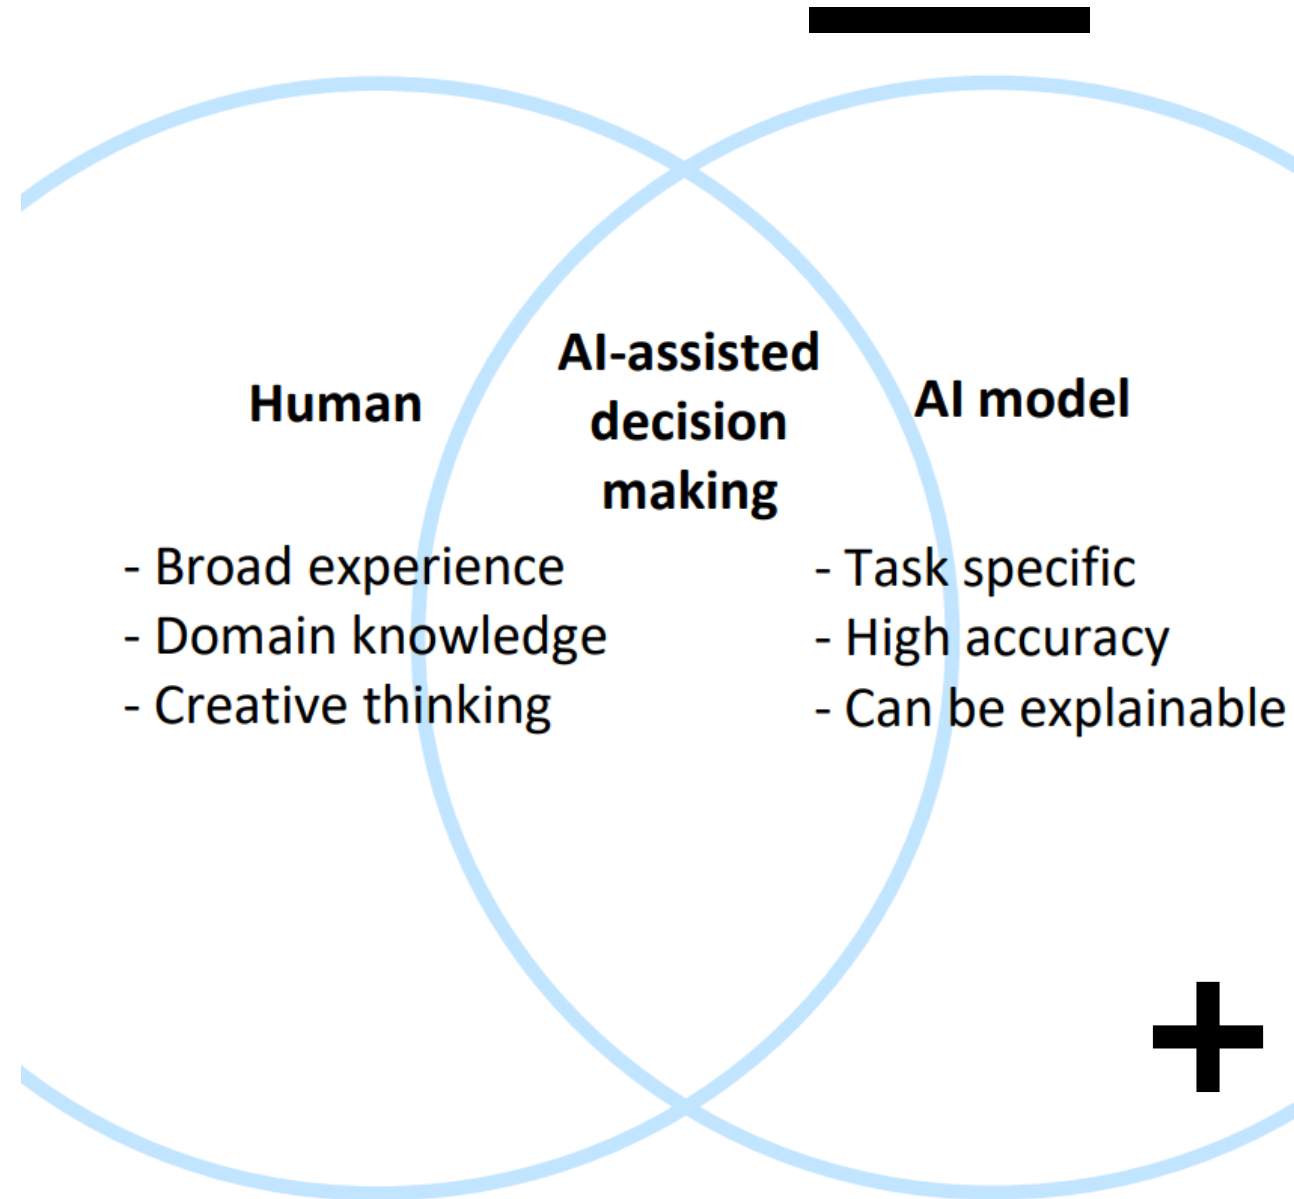 AI-assisted
decision
making
Human
- Broad experience
- Domain knowledge
- Creative thinking
AI model
- Task specific
- High accuracy
- Can be explainable
+